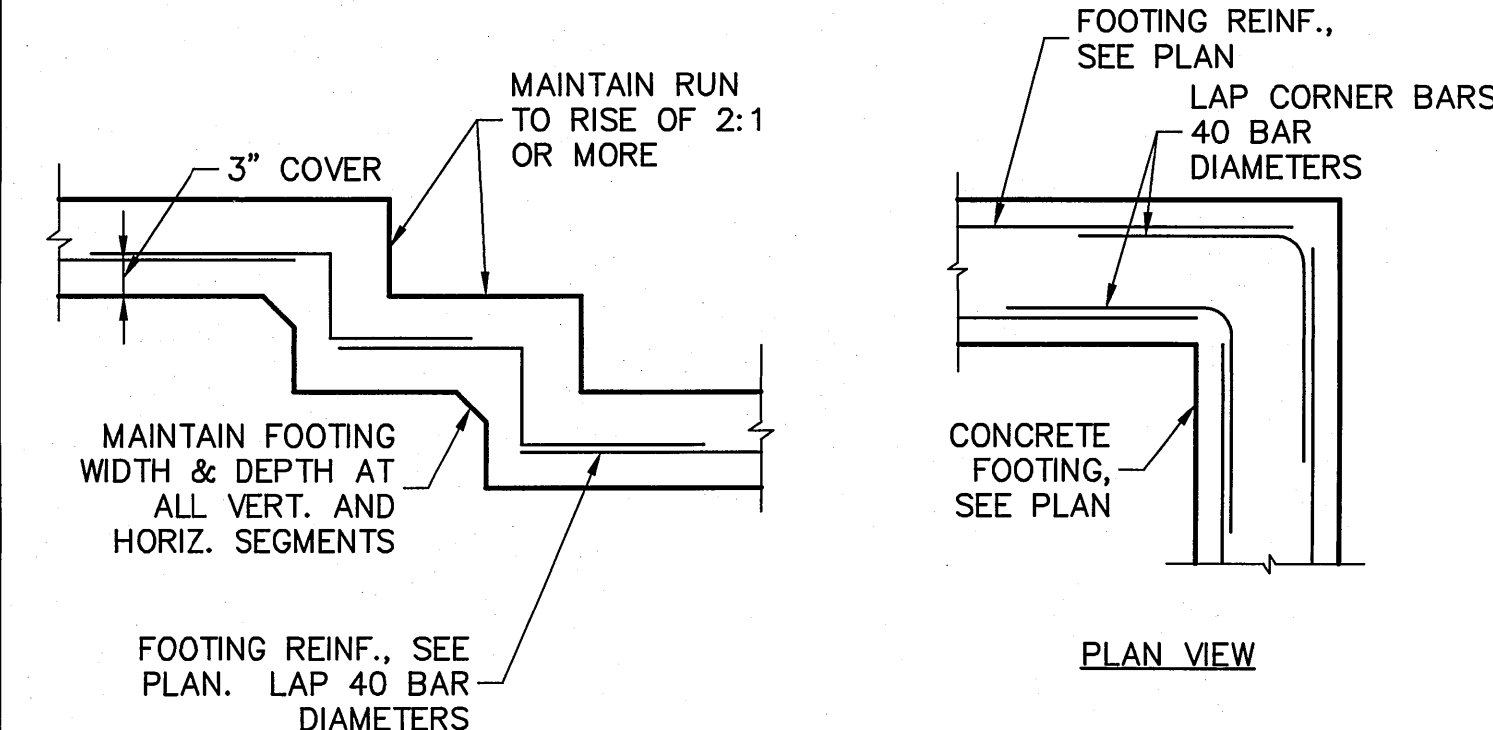 MAINTAIN RUN
TO RISE OF 2:1
OR MORE
3" COVER
MAINTAIN FOOTING
WIDTH & DEPTH AT
ALL VERT. AND
HORIZ. SEGMENTS
FOOTING REINF., SEE
PLAN. LAP 40 BAR
DIAMETERS
FOOTING REINF.,
SEE PLAN
LAP CORNER BARS
40 BAR
DIAMETERS
CONCRETE
FOOTING,
SEE PLAN
PLAN VIEW